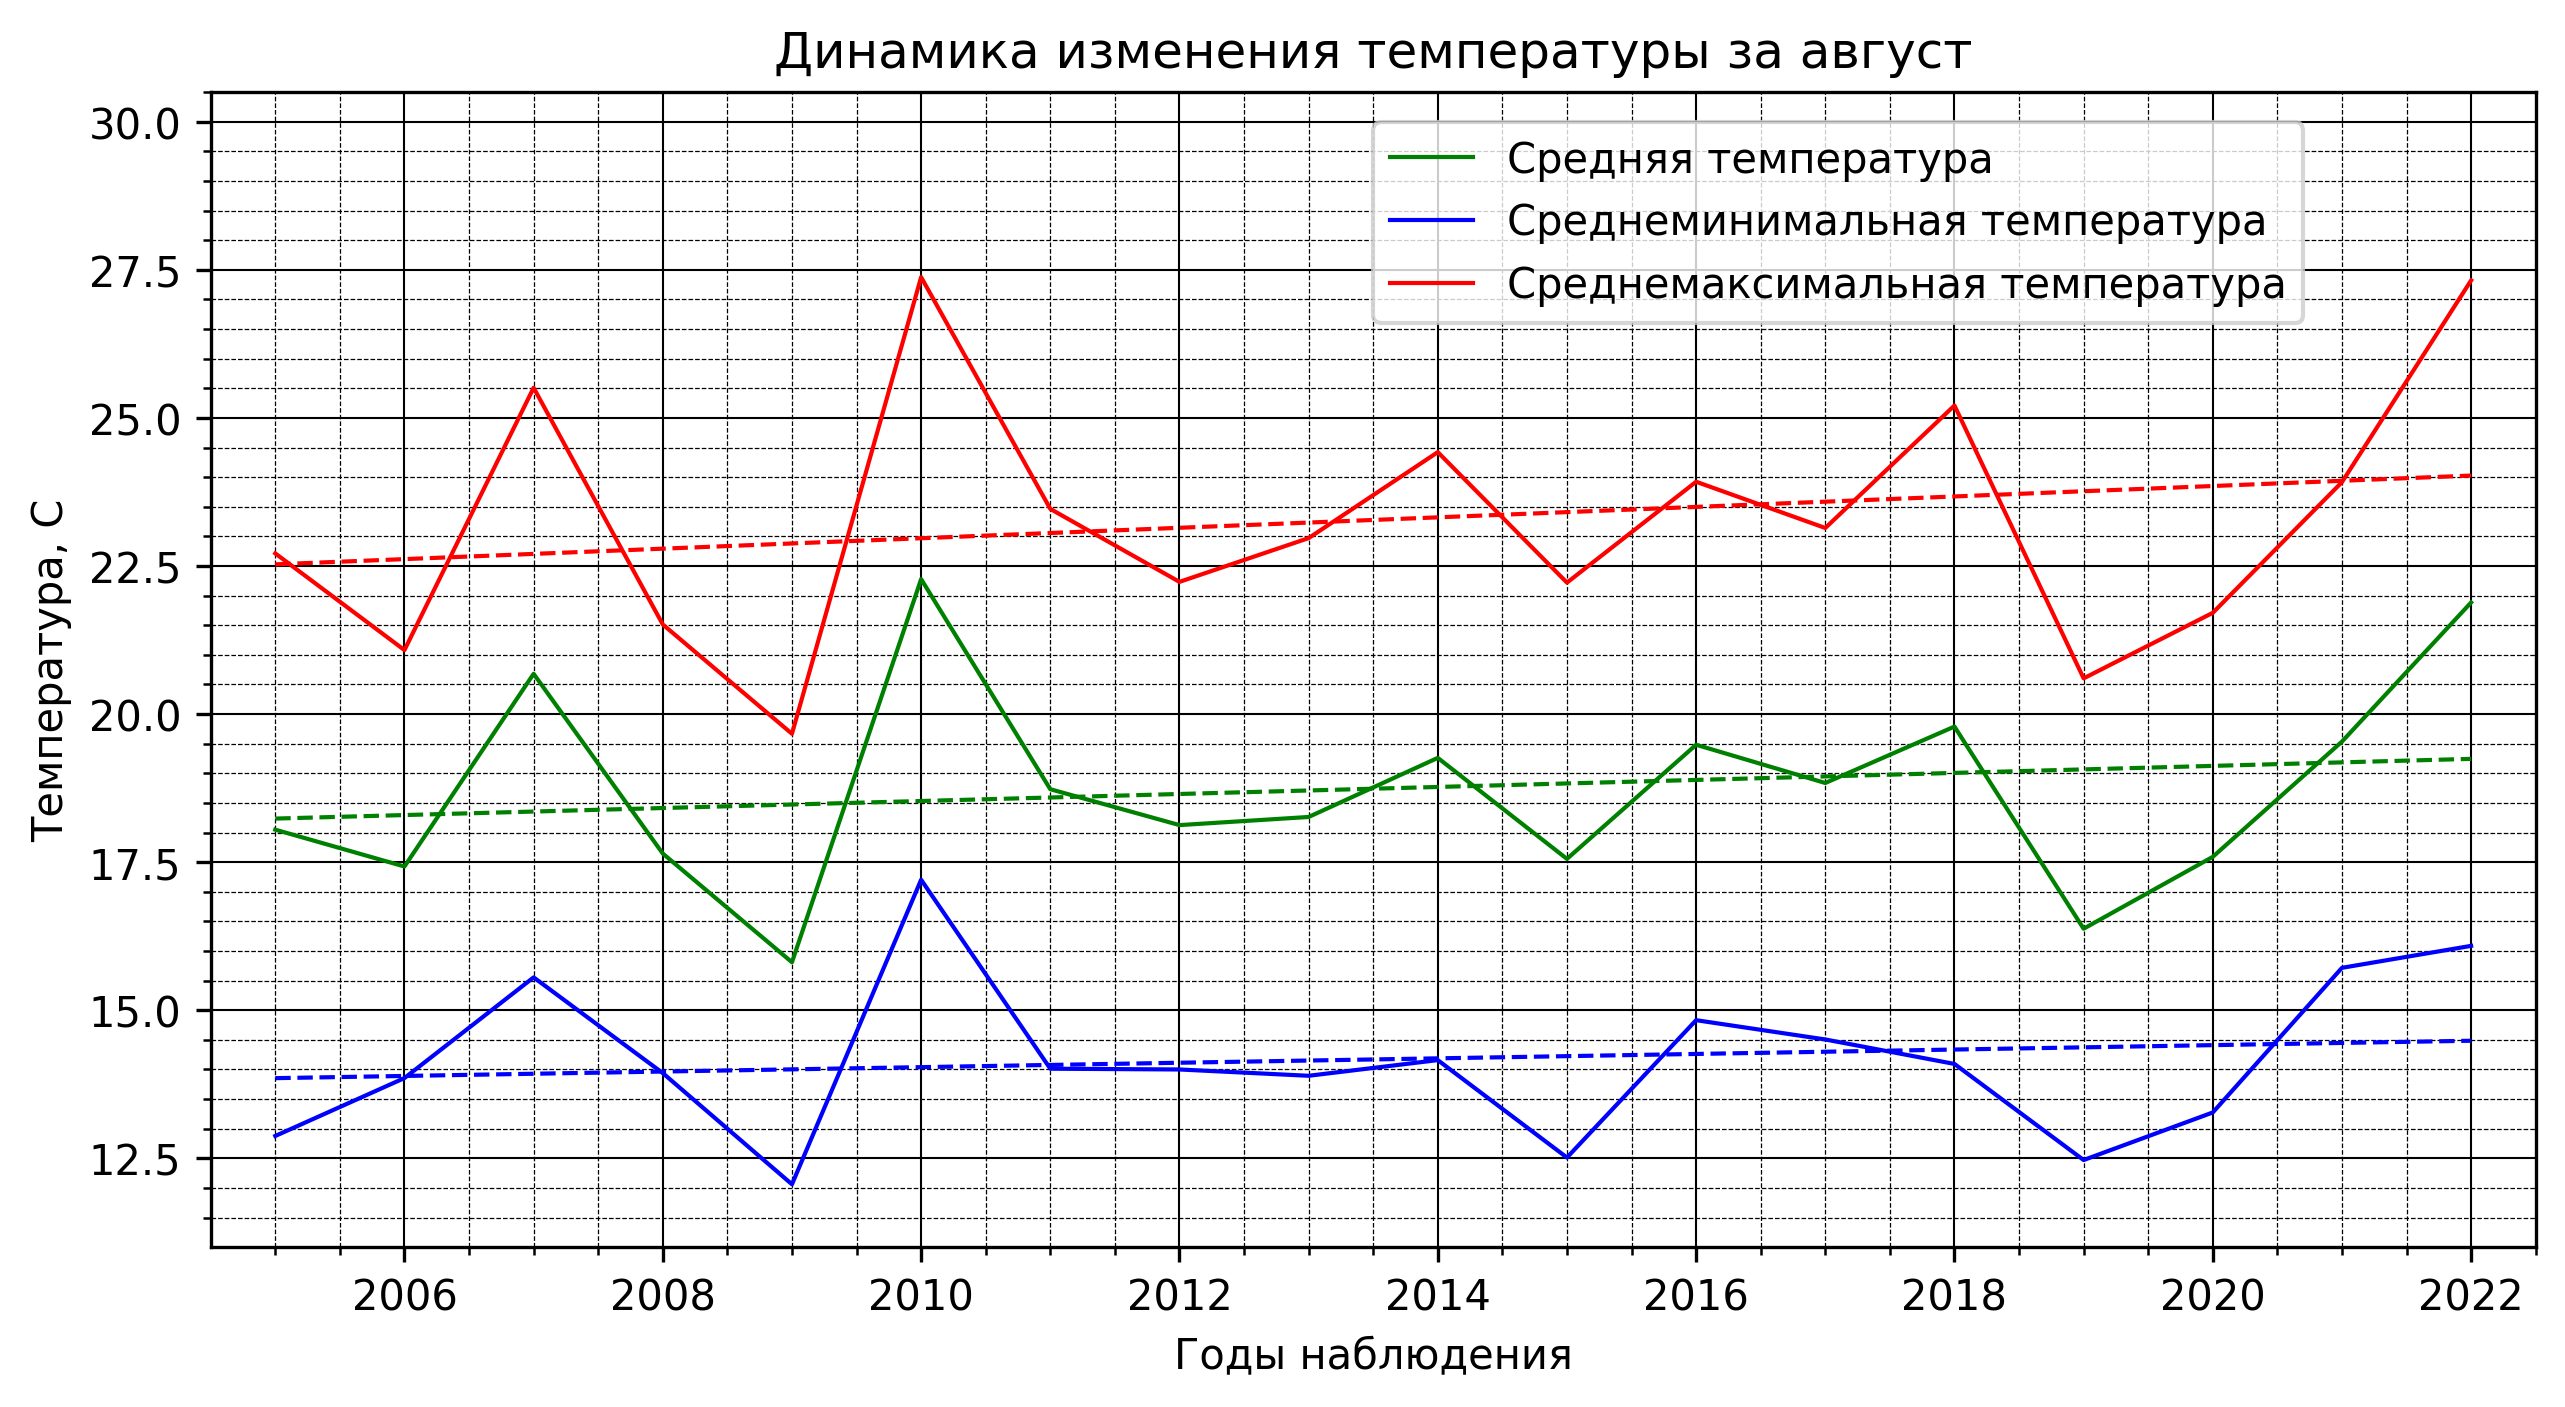 Динамика изменения температуры за август
30.0
27.5
25.0
22.5
20.0
17.5
15.0
12.5
Температура, С
Средняя температура
Среднеминимальная температура
Среднемаксимальная температура
2006 2008 2010 2012 2014 2016 2018 2020 2022
Годы наблюдения